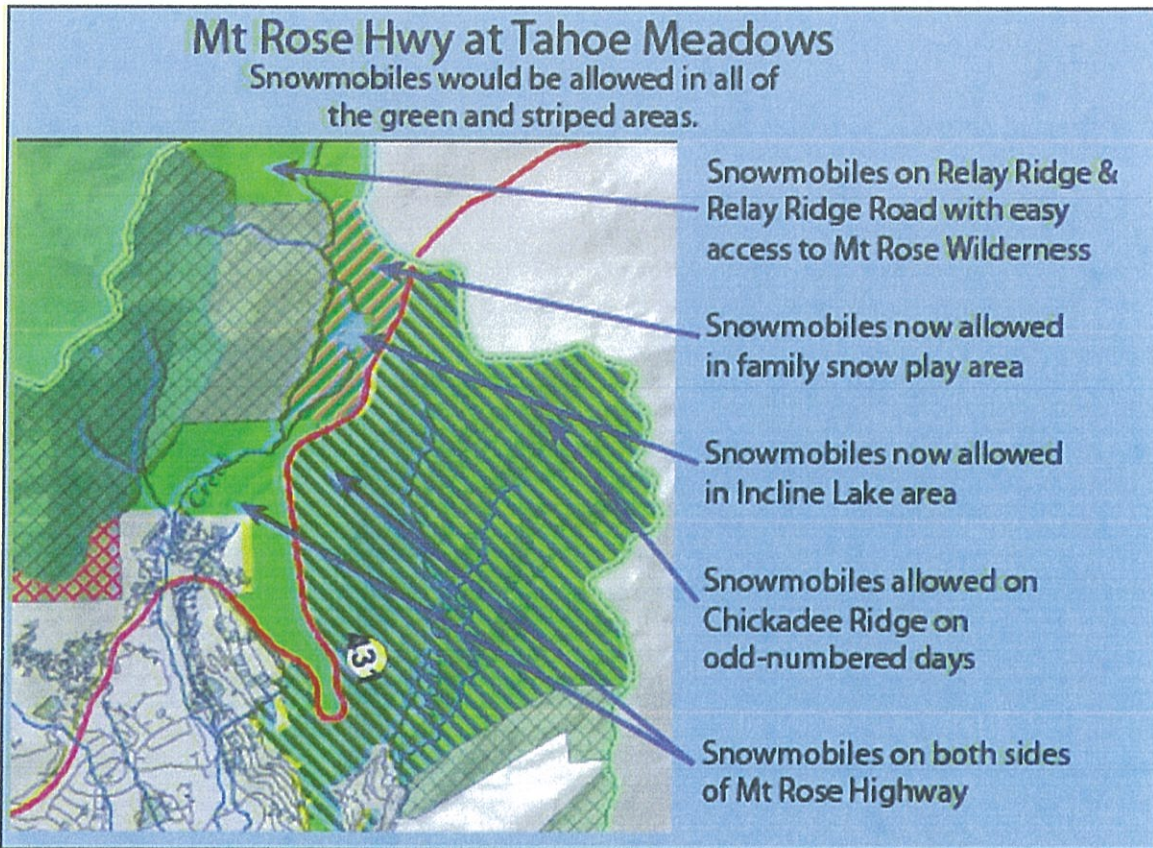 Mt Rose Hwy at Tahoe Meadows
Snowmobiles would be allowed in all of
the green and striped areas.
Snowmobiles on Relay Ridge &
Relay Ridge Road with easy
access to Mt Rose Wilderness
Snowmobiles now allowed
in family snow play area
Snowmobiles now allowed
in Incline Lake area
Snowmobiles allowed on
Chickadee Ridge on
odd-numbered days
Snowmobiles on both sides
of Mt Rose Highway